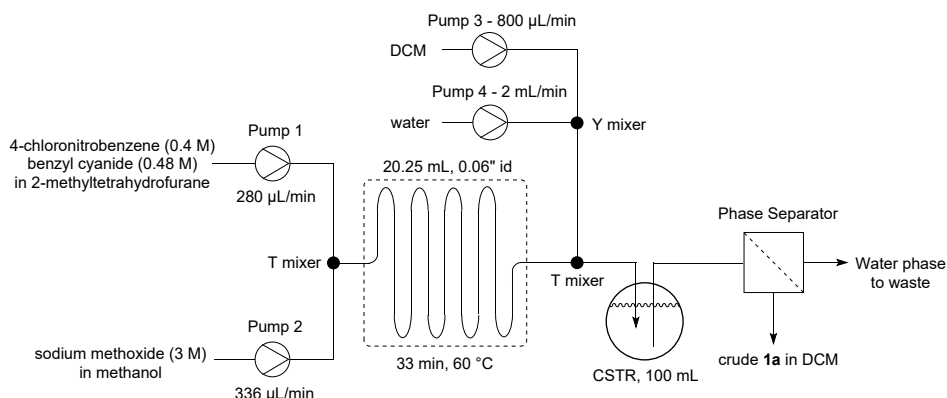 Pump 3 - 800 µL/min
DCM
Pump 4 - 2 mL/min
water
Y mixer
4-chloronitrobenzene (0.4 M)
benzyl cyanide (0.48 M)
in 2-methyltetrahydrofurane
Pump 1
280 µL/min
20.25 mL, 0.06" id
T mixer
33 min, 60 °C
sodium methoxide (3 M)
in methanol
Pump 2
336 µL/min
T mixer
CSTR, 100 mL
Phase Separator
Water phase
to waste
crude 1a in DCM